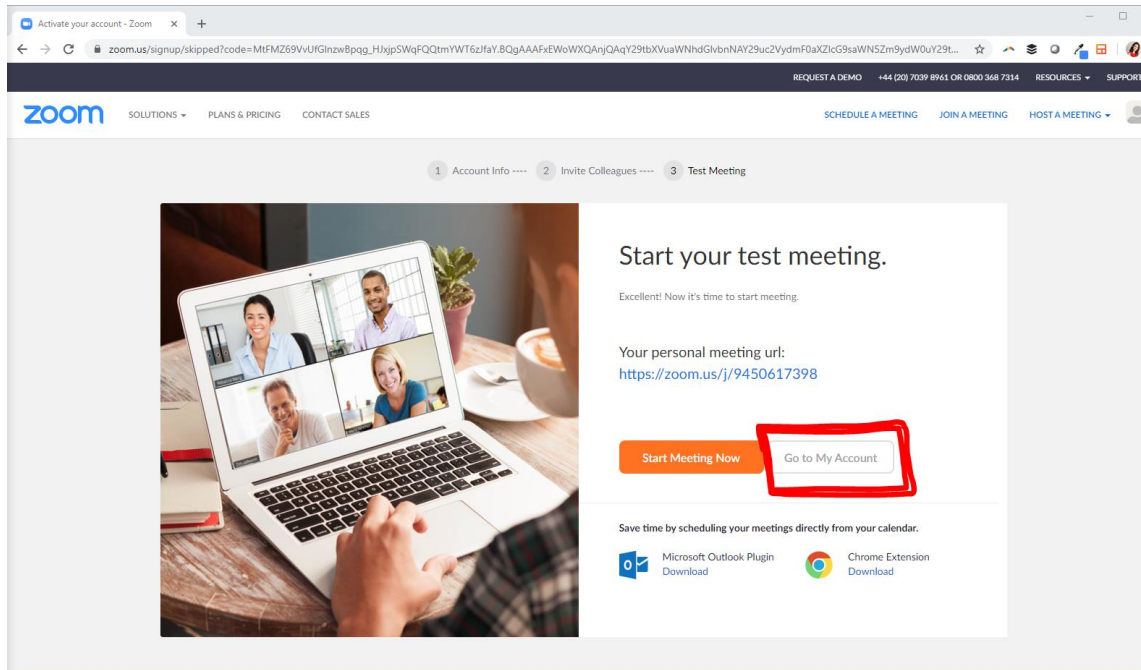 Activate your account - Zoom
zoom.us/signup/skipped?code=MtFMZ69VvUfGInzwBpqg_HJxjpSWqFQQtmYWT6zJfaY.BQgAAAFxEWoWXQAnjQAqY29tbXVuaWNhdGlvbnNAY29uc2VydmF0aXZlcG9saWN5Zm9ydW0uY29t...
REQUEST A DEMO +44 (20) 7039 8961 OR 0800 368 7314 RESOURCES SUPPORT
zoom SOLUTIONS PLANS & PRICING CONTACT SALES SCHEDULE A MEETING JOIN A MEETING HOST A MEETING
1 Account Info ---- 2 Invite Colleagues ---- 3 Test Meeting
Start your test meeting.
Excellent! Now it's time to start meeting.
Your personal meeting url:
https://zoom.us/j/9450617398
Start Meeting Now Go to My Account
Save time by scheduling your meetings directly from your calendar.
Microsoft Outlook Plugin Chrome Extension
Download Download